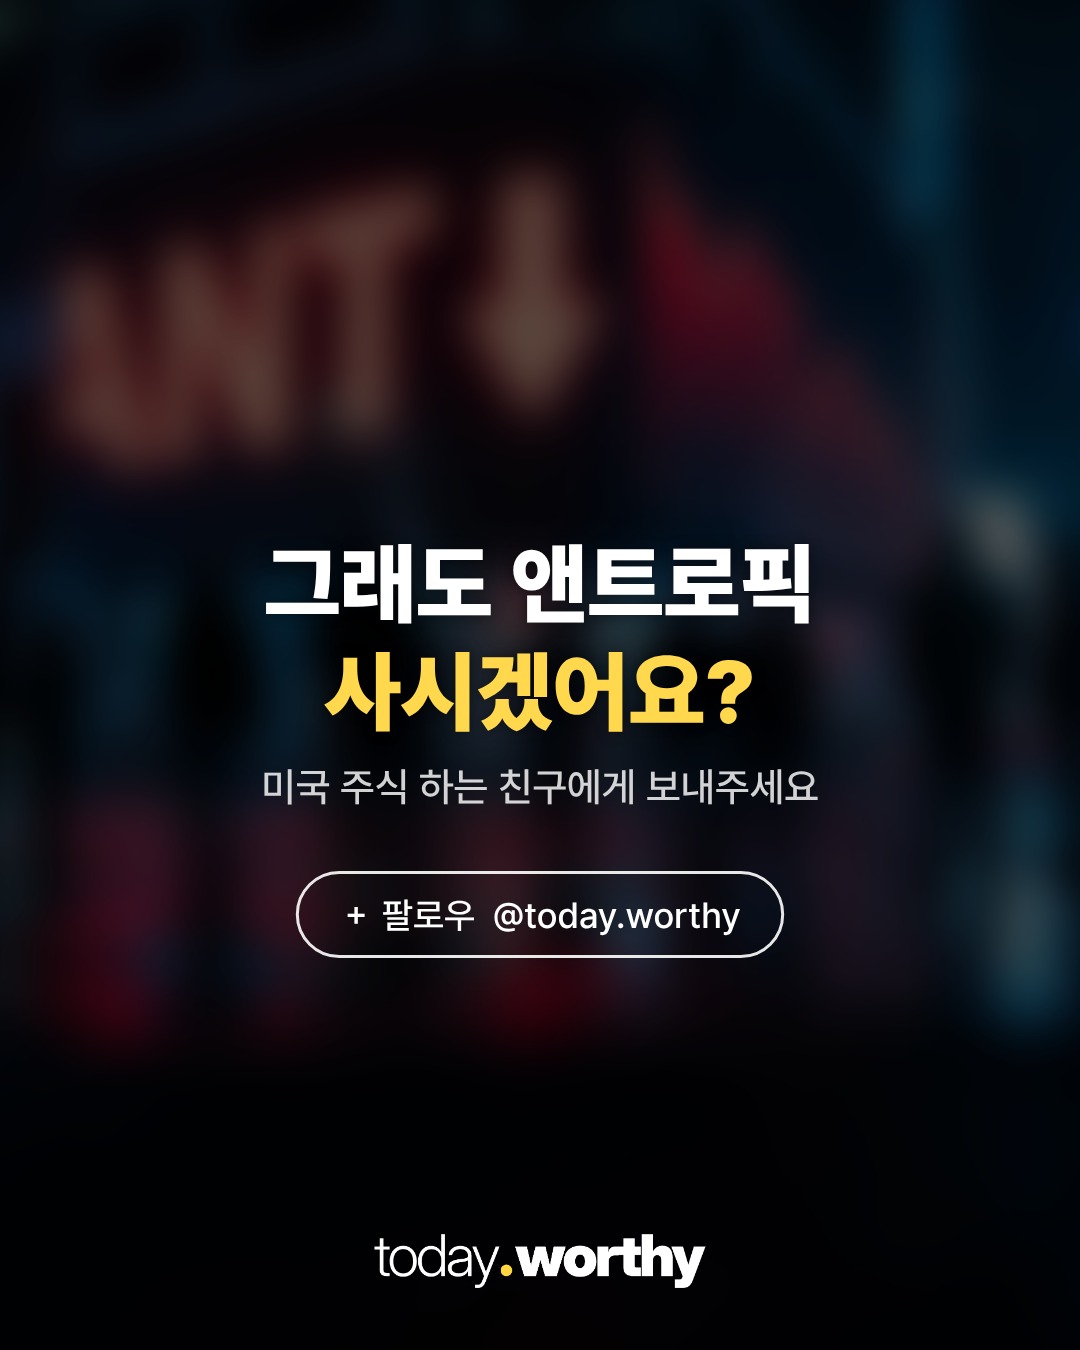 그래도 앤트로픽
사시겠어요?
미국 주식 하는 친구에게 보내주세요
+ 팔로우 @today.worthy
today.worthy